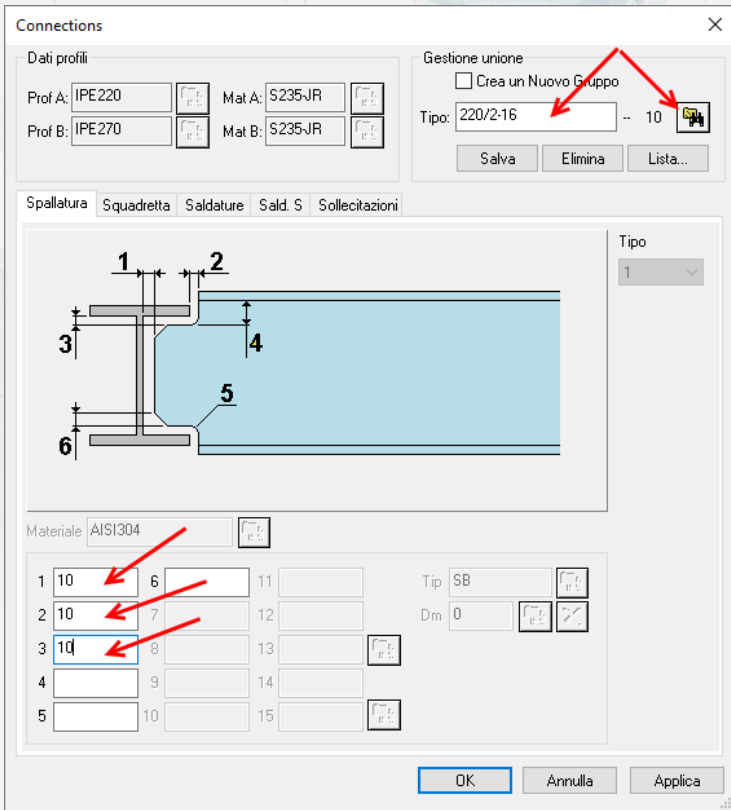 Connections
Dati profili
Prof A: IPE220 Mat A: S235JR
Prof B: IPE270 Mat B: S235JR
Gestione unione
Crea un Nuovo Gruppo
Tipo: 220/2-16 -- 10
Salva Elimina Lista...
Spallatura Squadretta Saldature Sald. S Sollecitazioni
Tipo
1
1 2
3 4
5
6
Materiale AISI304
1 10 6 11 Tip SB
2 10 7 12 Dm 0
3 10 8 13
4 9 14
5 10 15
OK Annulla Applica